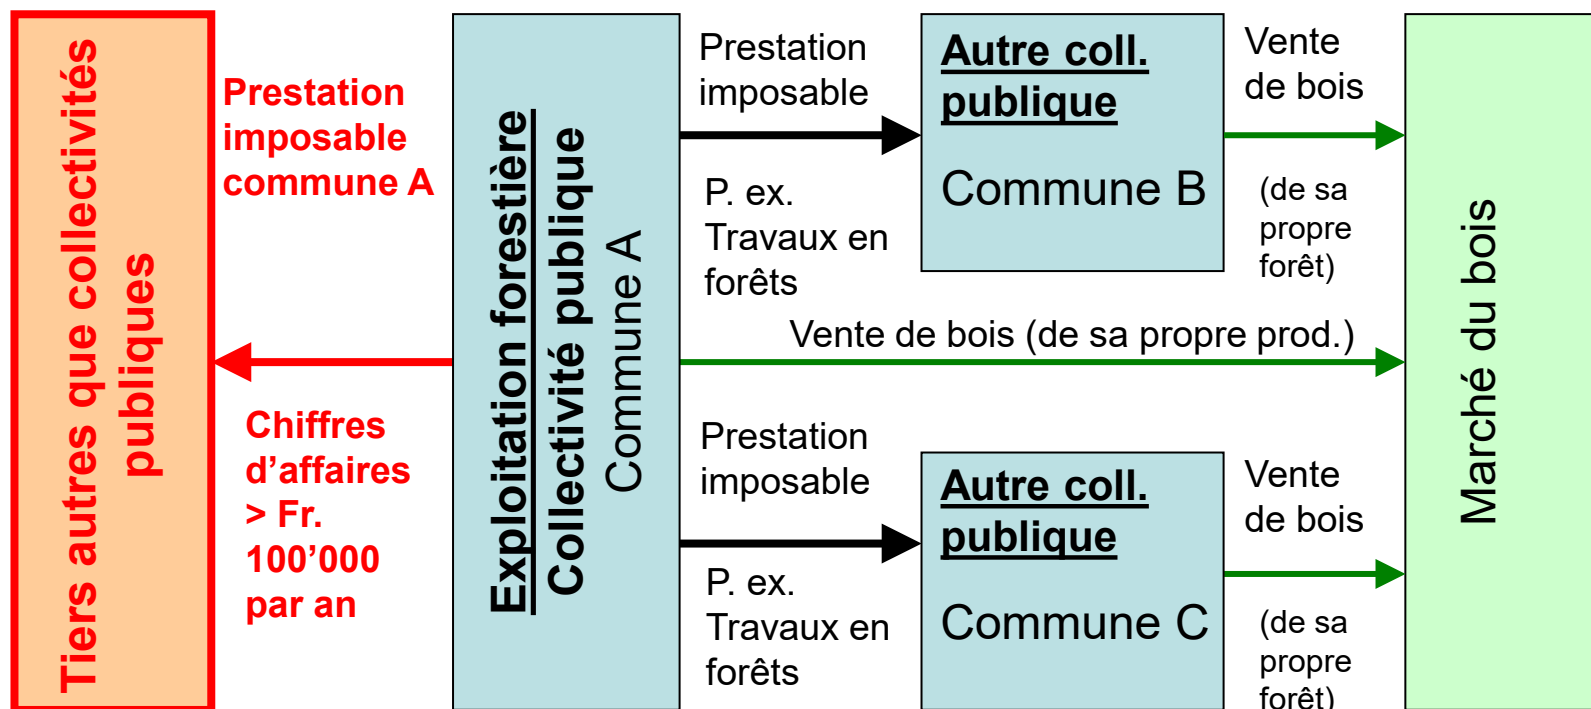 Tiers autres que collectivités
publiques
Prestation
imposable
commune A
Chiffres
d’affaires
> Fr.
100’000
par an
Exploitation forestière
Collectivité publique
Commune A
Prestation
imposable
P. ex.
Travaux en
forêts
Autre coll.
publique
Commune B
Vente
de bois
(de sa
propre
forêt)
Vente de bois (de sa propre prod.)
Prestation
imposable
P. ex.
Travaux en
forêts
Autre coll.
publique
Commune C
Vente
de bois
(de sa
propre
forêt)
Marché du bois